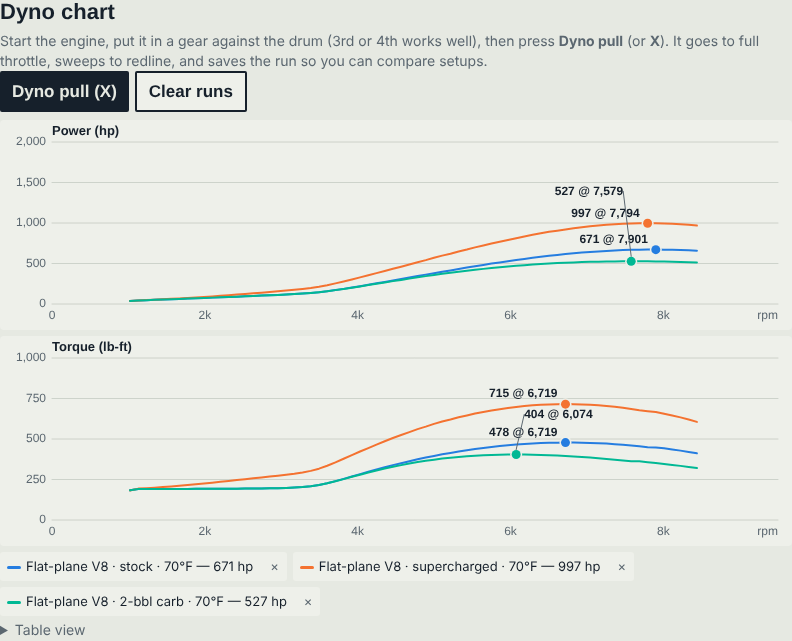 Dyno chart
Start the engine, put it in a gear against the drum (3rd or 4th works well), then press Dyno pull (or X). It goes to full
throttle, sweeps to redline, and saves the run so you can compare setups.
Dyno pull (X)
Clear runs
Power (hp)
2,000
1,500
1,000
500
0
527 @ 7,579
997 @ 7,794
671 @ 7,901
0
2k
4k
6k
8k
rpm
Torque (lb-ft)
1,000
750
500
250
0
715 @ 6,719
404 @ 6,074
478 @ 6,719
0
2k
4k
6k
8k
rpm
Flat-plane V8 · stock · 70°F — 671 hp ×
Flat-plane V8 · supercharged · 70°F — 997 hp ×
Flat-plane V8 · 2-bbl carb · 70°F — 527 hp ×
Table view